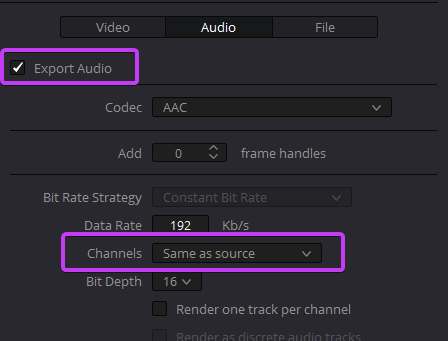 Video Audio File
Export Audio
Codec AAC
Add 0 frame handles
Bit Rate Strategy Constant Bit Rate
Data Rate 192 Kb/s
Channels Same as source
Bit Depth 16
Render one track per channel
Render as discrete audio tracks